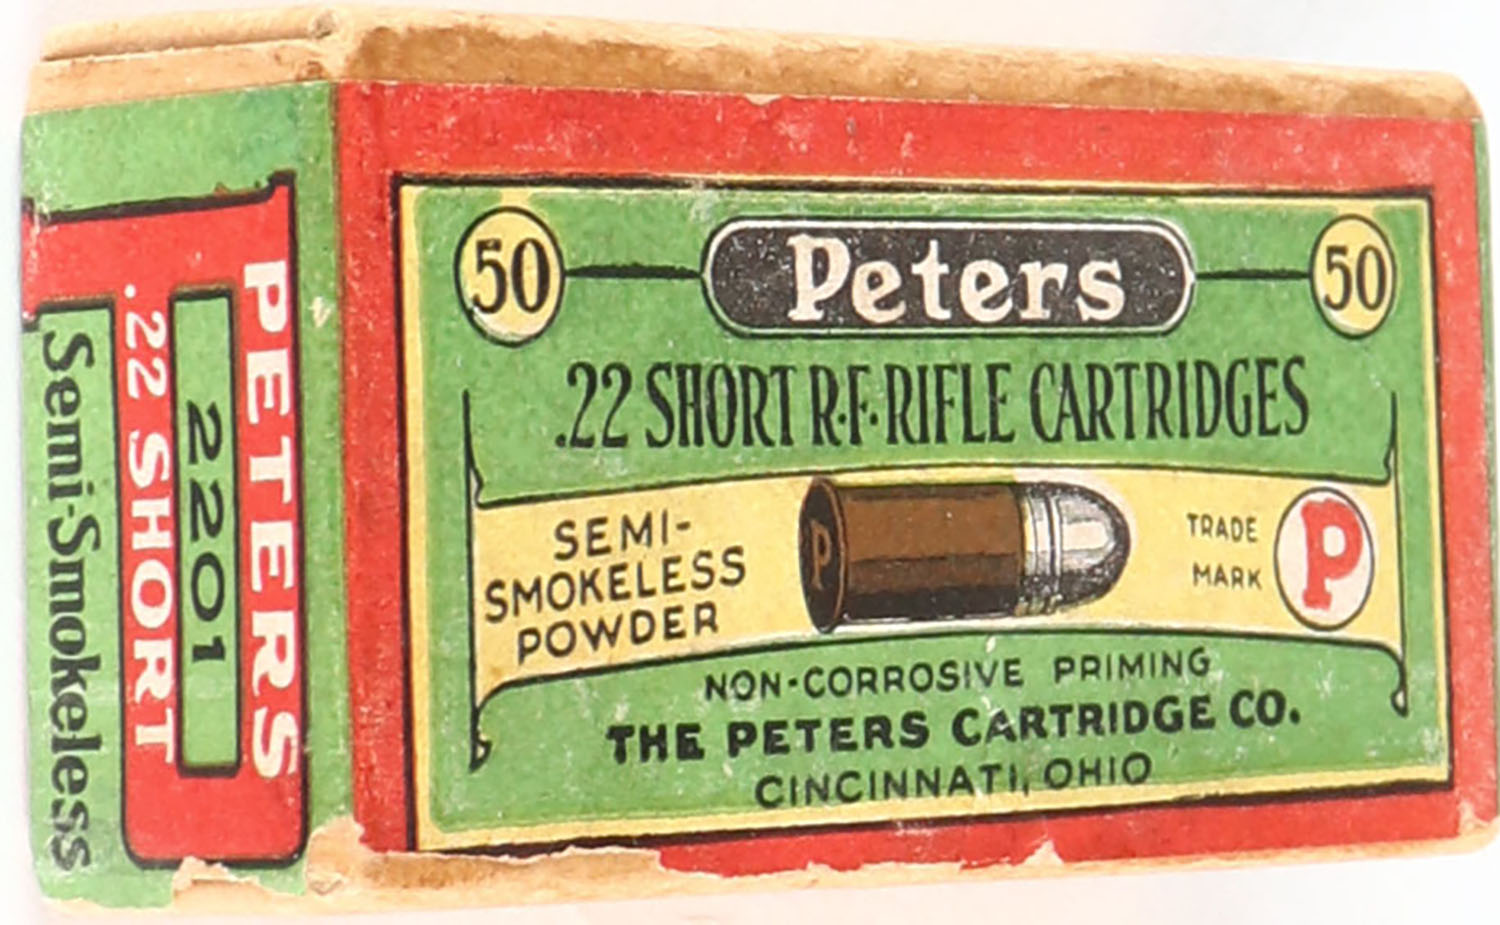 PETERS
2201
.22 SHORT
Semi-Smokeless
50 Peters 50
.22 SHORT R.F. RIFLE CARTRIDGES
SEMI-
SMOKELESS
POWDER
P
TRADE
MARK
P
NON-CORROSIVE PRIMING
THE PETERS CARTRIDGE CO.
CINCINNATI, OHIO